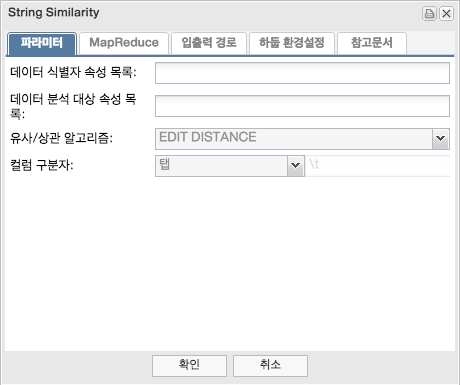 String Similarity
파라미터 MapReduce 입출력 경로 하둡 환경설정 참고문서
데이터 식별자 속성 목록:
데이터 분석 대상 속성 목
록:
유사/상관 알고리즘: EDIT DISTANCE
컬럼 구분자: 탭 \t
확인 취소